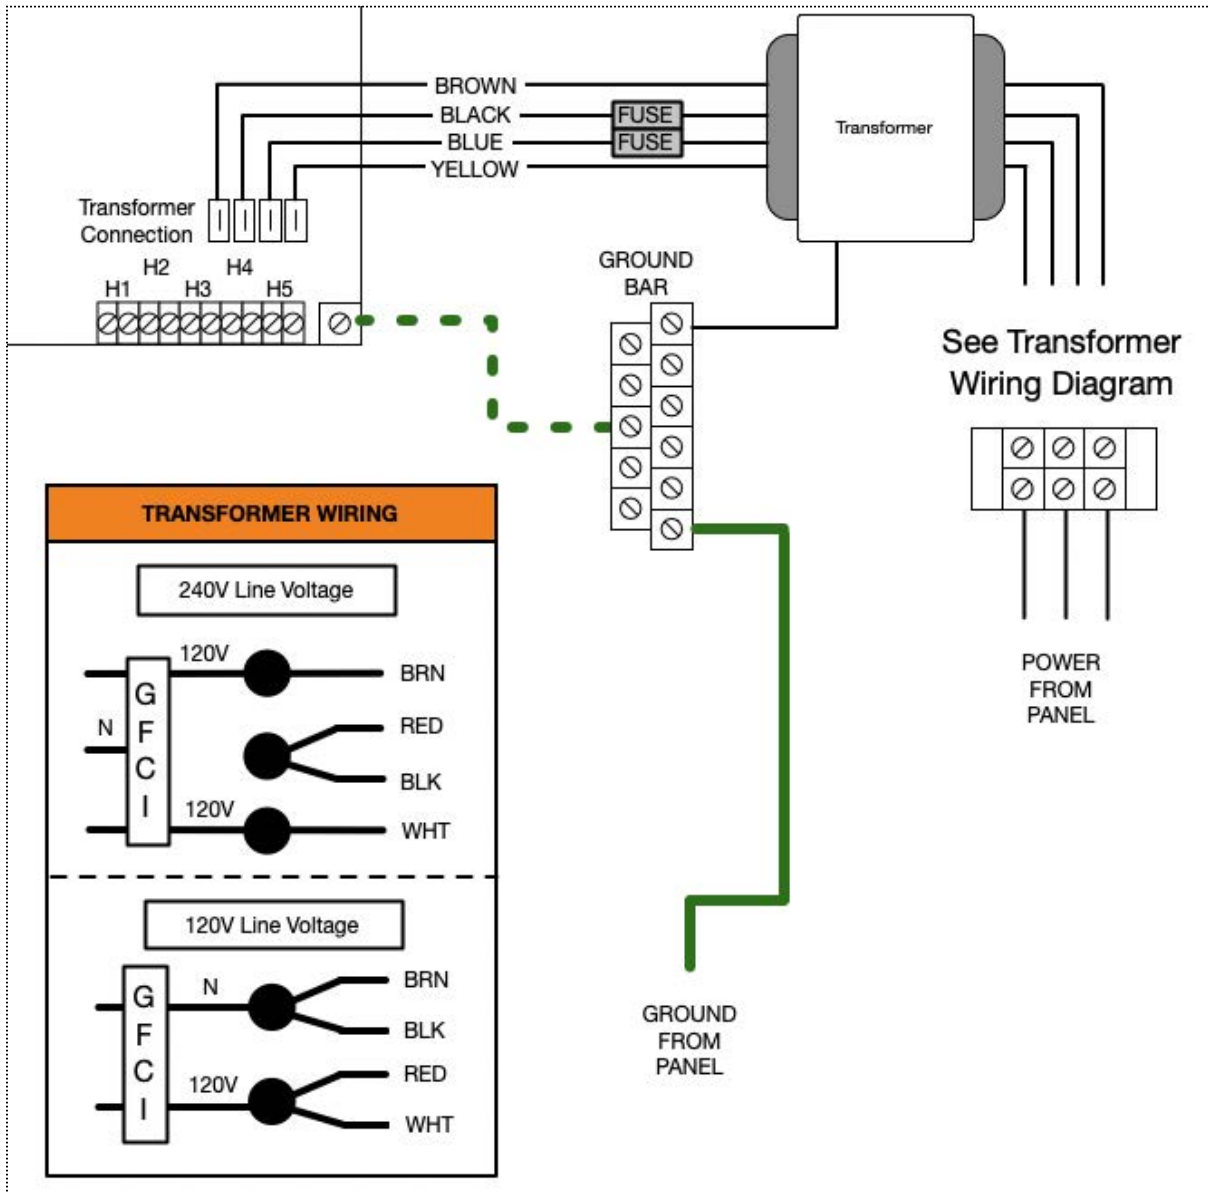 BROWN
BLACK
FUSE
BLUE
FUSE
YELLOW
Transformer
Transformer
Connection
H1
H2
H3
H4
H5
GROUND
BAR
See Transformer
Wiring Diagram
POWER
FROM
PANEL
GROUND
FROM
PANEL
TRANSFORMER WIRING
240V Line Voltage
120V
BRN
N
GFCI
RED
BLK
120V
WHT
120V Line Voltage
GFCI
N
BRN
BLK
120V
RED
WHT